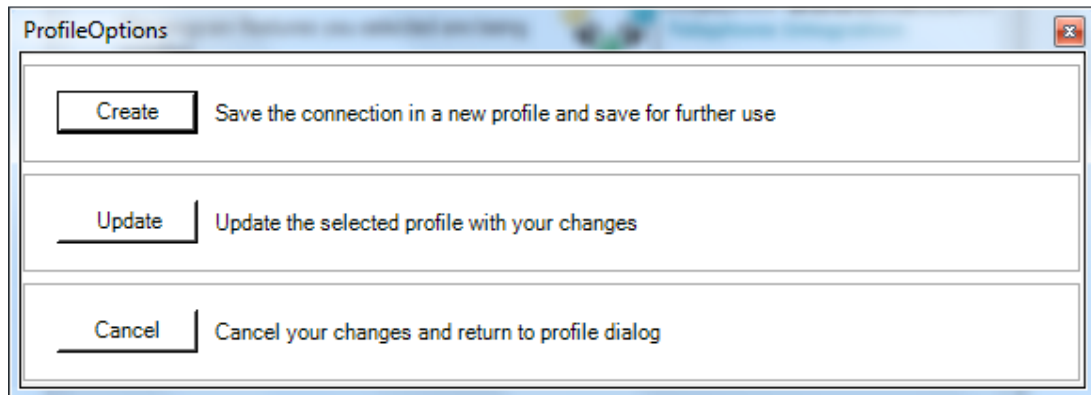 ProfileOptions
Create Save the connection in a new profile and save for further use
Update Update the selected profile with your changes
Cancel Cancel your changes and return to profile dialog